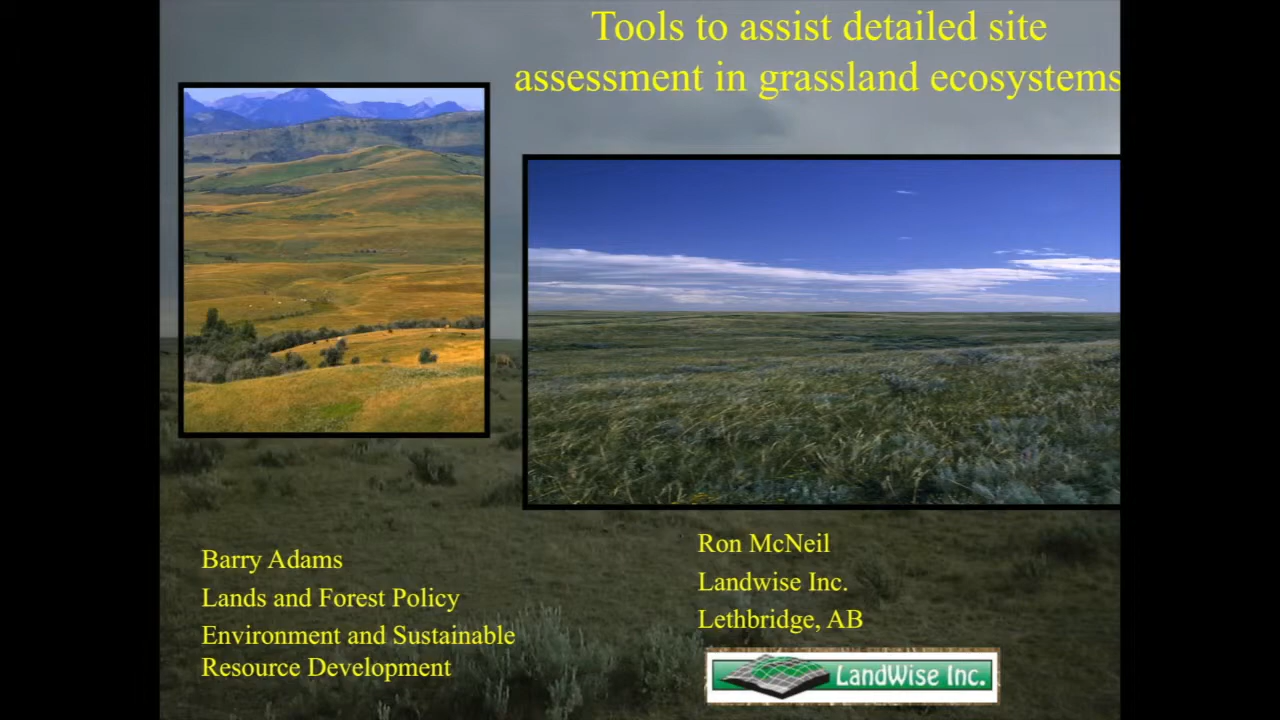 Tools to assist detailed site
assessment in grassland ecosystems
Barry Adams
Lands and Forest Policy
Environment and Sustainable
Resource Development
Ron McNeil
Landwise Inc.
Lethbridge, AB
LandWise Inc.